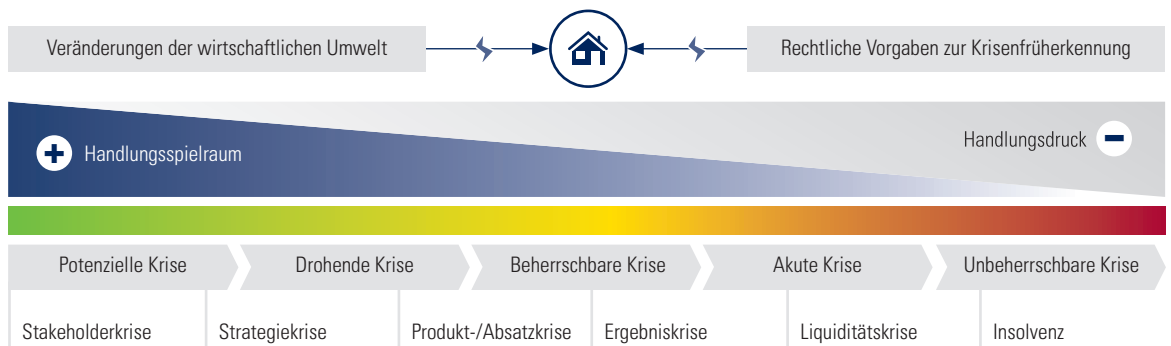 Veränderungen der wirtschaftlichen Umwelt
Rechtliche Vorgaben zur Krisenfrüherkennung
Handlungsspielraum
Handlungsdruck
Potenzielle Krise
Drohende Krise
Beherrschbare Krise
Akute Krise
Unbeherrschbare Krise
Stakeholderkrise
Strategiekrise
Produkt-/Absatzkrise
Ergebniskrise
Liquiditätskrise
Insolvenz